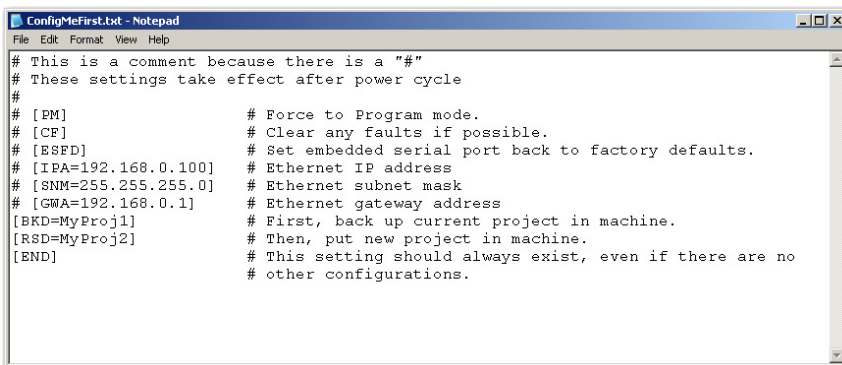 ConfigMeFirst.txt - Notepad
File Edit Format View Help
# This is a comment because there is a "#"
# These settings take effect after power cycle
#
# [PM] # Force to Program mode.
# [CF] # Clear any faults if possible.
# [ESFD] # Set embedded serial port back to factory defaults.
# [IPA=192.168.0.100] # Ethernet IP address
# [SNM=255.255.255.0] # Ethernet subnet mask
# [GWA=192.168.0.1] # Ethernet gateway address
[BKD=MyProj1] # First, back up current project in machine.
[RSD=MyProj2] # Then, put new project in machine.
[END] # This setting should always exist, even if there are no
# other configurations.